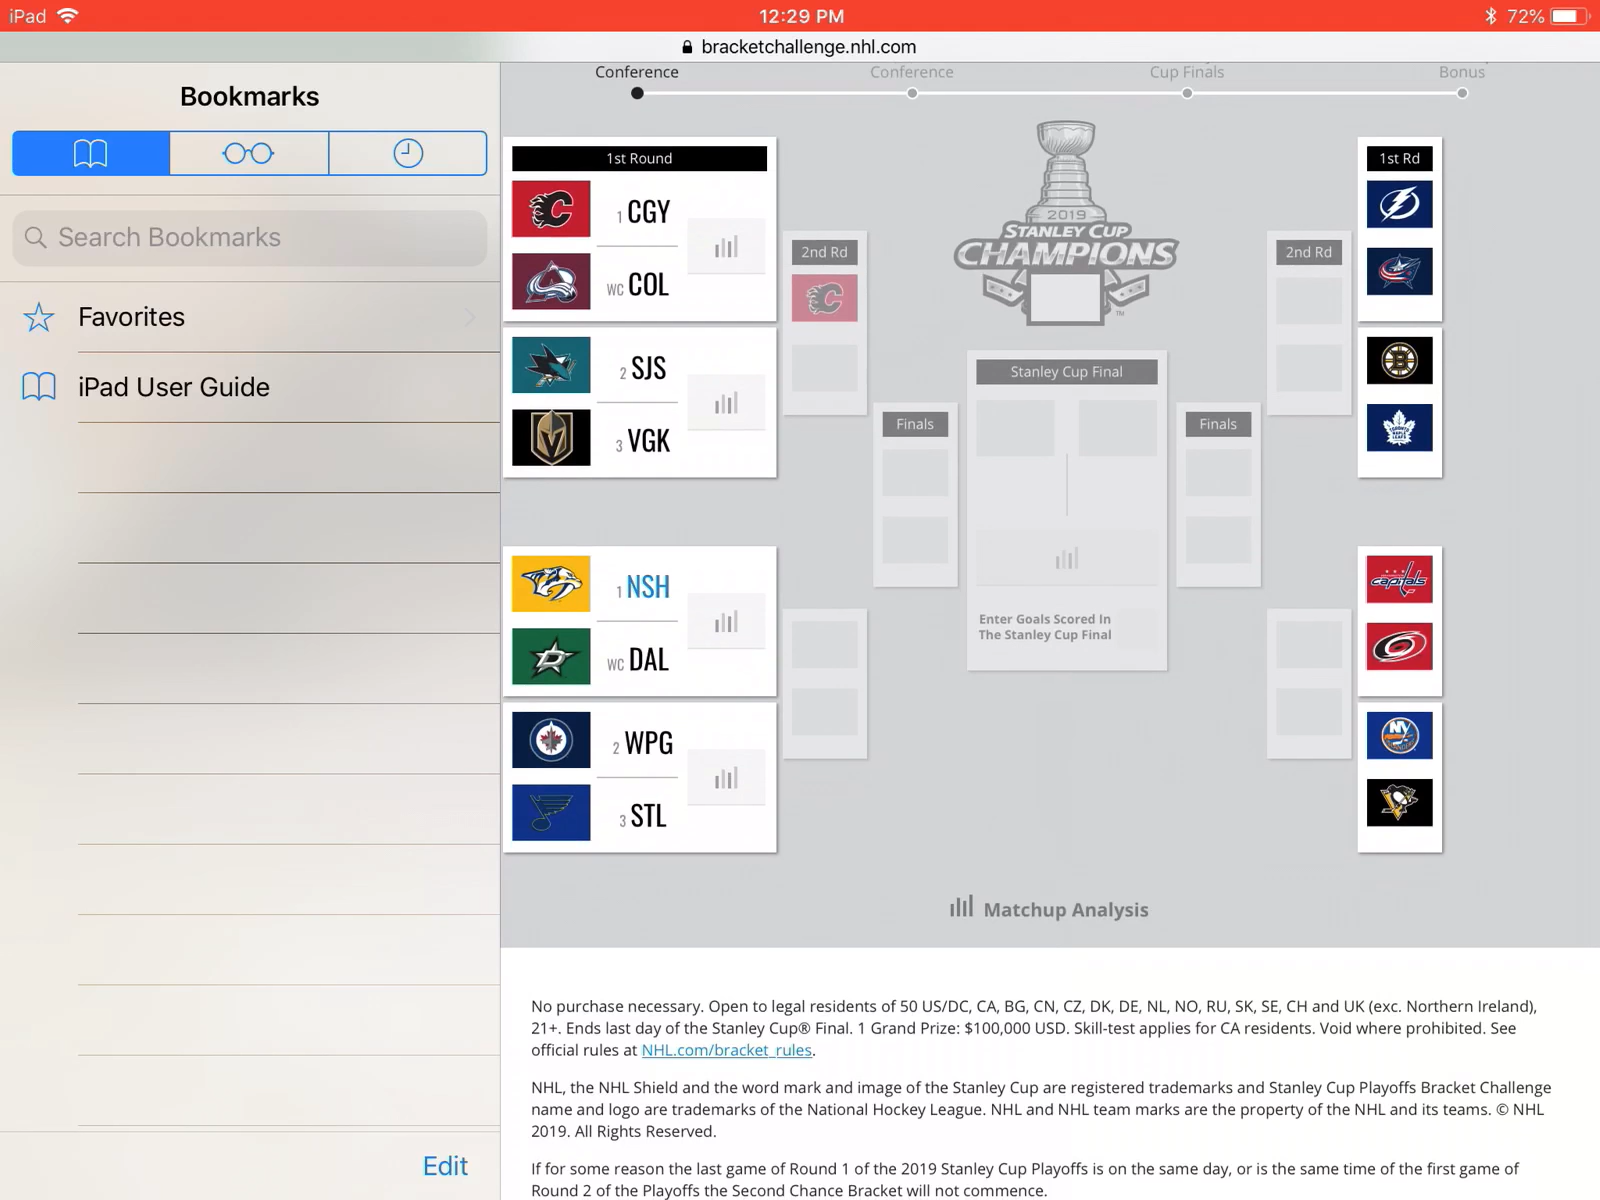 iPad
12:29 PM
72%
bracketchallenge.nhl.com
Bookmarks
Search Bookmarks
Favorites
iPad User Guide
Edit
Conference
Conference
Cup Finals
Bonus
1st Round
1 CGY
WC COL
2 SJS
3 VGK
1 NSH
WC DAL
2 WPG
3 STL
2nd Rd
Finals
2019
STANLEY CUP
CHAMPIONS
TM
Stanley Cup Final
Enter Goals Scored In
The Stanley Cup Final
Finals
2nd Rd
1st Rd
TORONTO
MAPLE
LEAFS
capitals
NY
Matchup Analysis
No purchase necessary. Open to legal residents of 50 US/DC, CA, BG, CN, CZ, DK, DE, NL, NO, RU, SK, SE, CH and UK (exc. Northern Ireland),
21+. Ends last day of the Stanley Cup® Final. 1 Grand Prize: $100,000 USD. Skill-test applies for CA residents. Void where prohibited. See
official rules at NHL.com/bracket_rules.
NHL, the NHL Shield and the word mark and image of the Stanley Cup are registered trademarks and Stanley Cup Playoffs Bracket Challenge
name and logo are trademarks of the National Hockey League. NHL and NHL team marks are the property of the NHL and its teams. © NHL
2019. All Rights Reserved.
If for some reason the last game of Round 1 of the 2019 Stanley Cup Playoffs is on the same day, or is the same time of the first game of
Round 2 of the Playoffs the Second Chance Bracket will not commence.